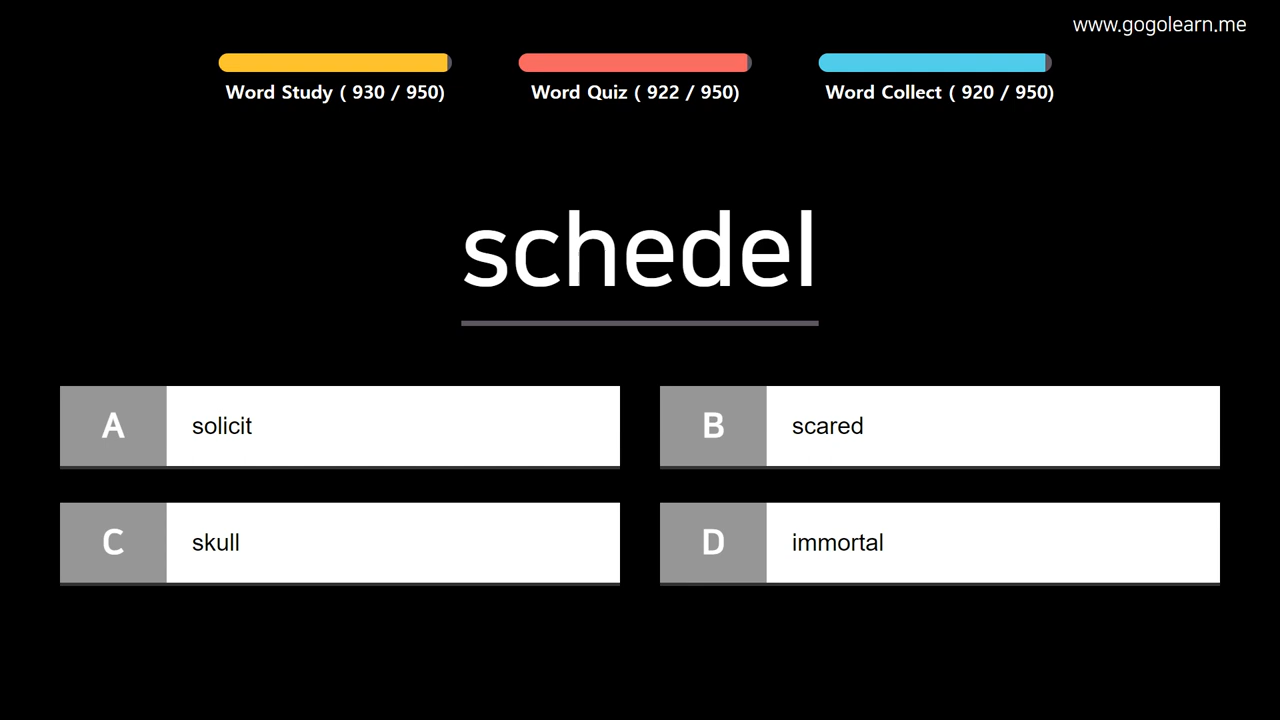 www.gogolearn.me
Word Study ( 930 / 950)
Word Quiz ( 922 / 950)
Word Collect ( 920 / 950)
schedel
A solicit
B scared
C skull
D immortal